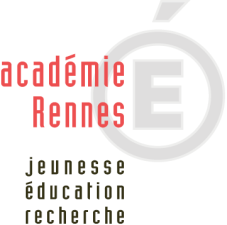 académie
Rennes
É
jeunesse
éducation
recherche